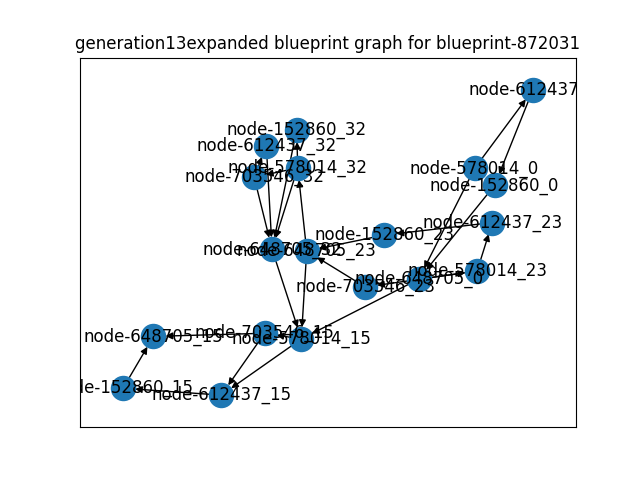 generation13expanded blueprint graph for blueprint-872031
node-612437
node-152860_32
node-612437_32
node-578014_32
node-578014_0
node-703546_32
node-152860_0
node-612437_23
node-152860_23
node-648705_32
node-648705_23
node-578014_23
node-648705_0
node-703546_23
node-703546_15
node-648705_15
node-578014_15
le-152860_15
node-612437_15